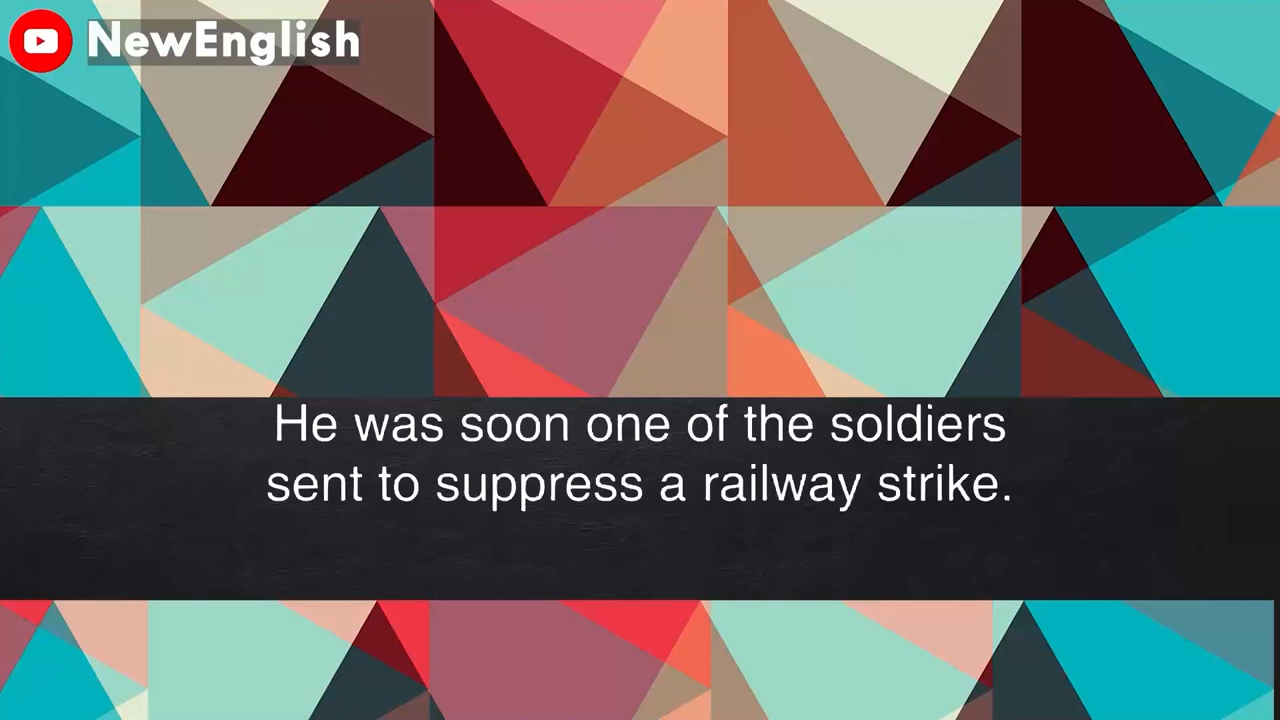 NewEnglish
He was soon one of the soldiers
sent to suppress a railway strike.